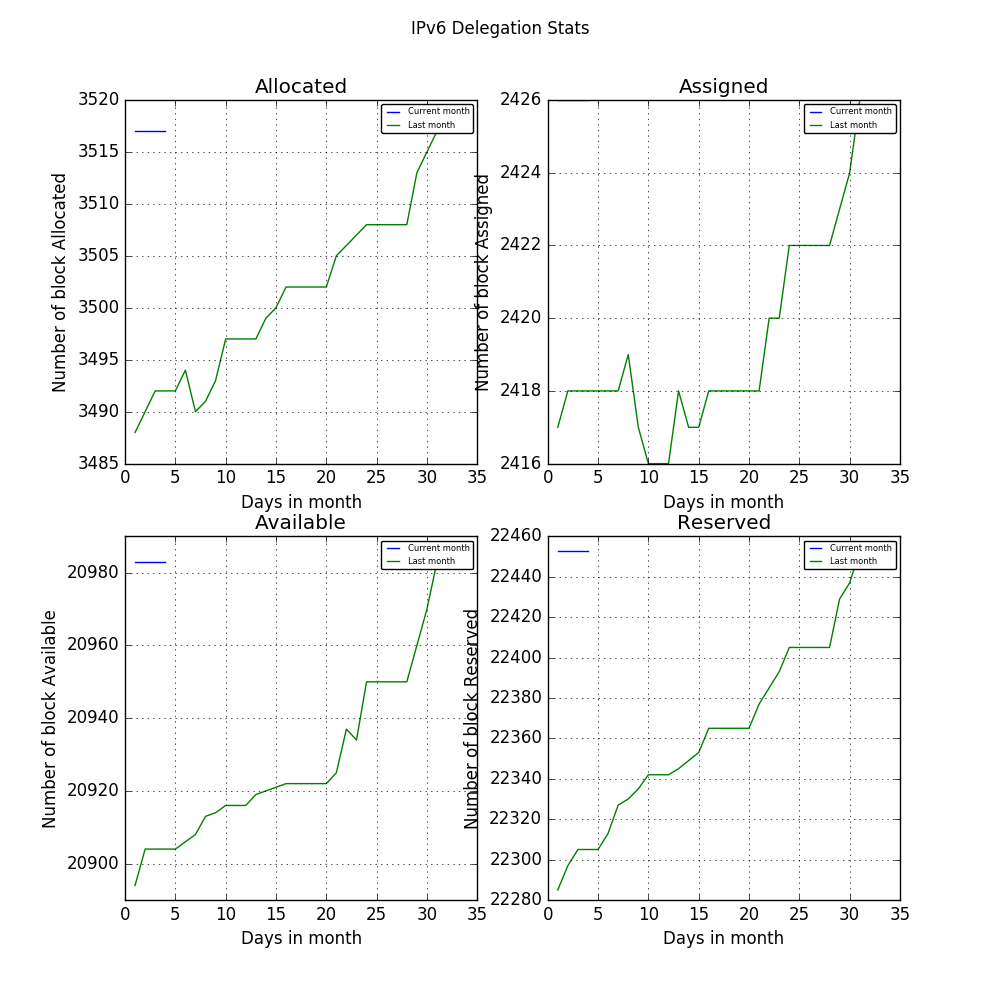 IPv6 Delegation Stats
Allocated
Number of block Allocated
3520
3515
3510
3505
3500
3495
3490
3485
Current month
Last month
0 5 10 15 20 25 30 35
Days in month
Assigned
Number of block Assigned
2426
2424
2422
2420
2418
2416
Current month
Last month
0 5 10 15 20 25 30 35
Days in month
Available
Number of block Available
20980
20960
20940
20920
20900
Current month
Last month
0 5 10 15 20 25 30 35
Days in month
Reserved
Number of block Reserved
22460
22440
22420
22400
22380
22360
22340
22320
22300
22280
Current month
Last month
0 5 10 15 20 25 30 35
Days in month